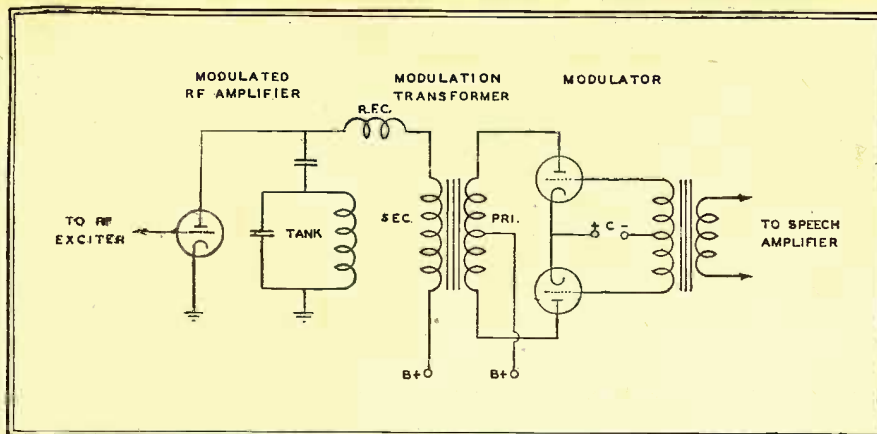 MODULATED
RF AMPLIFIER
MODULATION
TRANSFORMER
MODULATOR
R.F.C.
TO RF
EXCITER
TANK
SEC.
PRI.
+ C -
TO SPEECH
AMPLIFIER
B+
B+